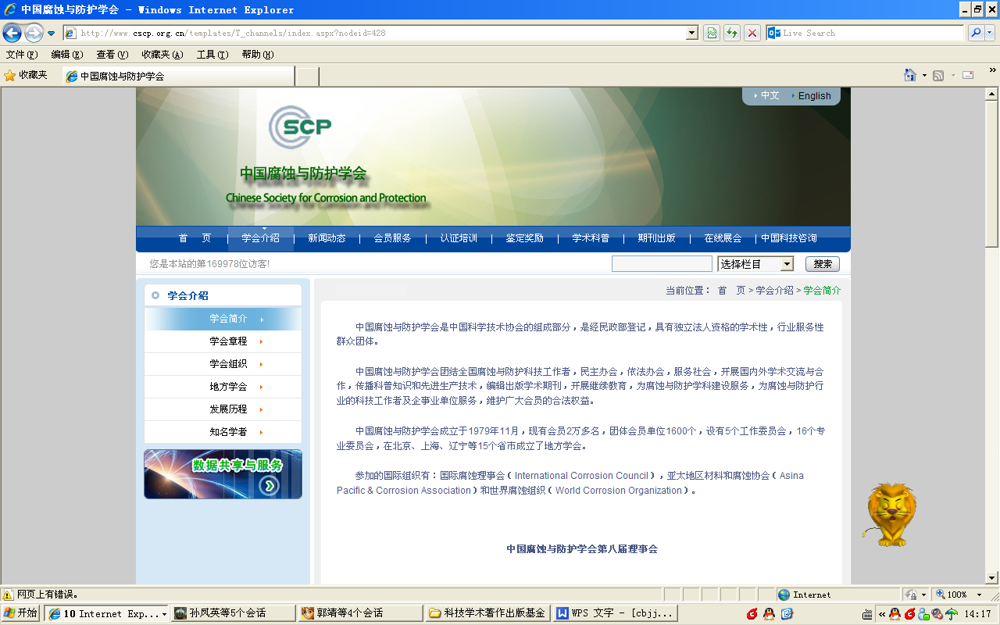 中国腐蚀与防护学会 - Windows Internet Explorer
http://www.cscp.org.cn/templates/T_channels/index.aspx?nodeid=428
Live Search
文件(F) 编辑(E) 查看(V) 收藏夹(A) 工具(T) 帮助(H)
收藏夹 中国腐蚀与防护学会
中文 English
CSCP
中国腐蚀与防护学会
Chinese Society for Corrosion and Protection
首 页 | 学会介绍 | 新闻动态 | 会员服务 | 认证培训 | 鉴定奖励 | 学术科普 | 期刊出版 | 在线展会 | 中国科技咨询
您是本站的第169978位访客!
选择栏目 搜索
学会介绍
学会简介
学会章程
学会组织
地方学会
发展历程
知名学者
数据共享与服务
当前位置: 首 页 > 学会介绍 > 学会简介
中国腐蚀与防护学会是中国科学技术协会的组成部分，是经民政部登记，具有独立法人资格的学术性，行业服务性
群众团体。
中国腐蚀与防护学会团结全国腐蚀与防护科技工作者，民主办会，依法办会，服务社会，开展国内外学术交流与合
作，传播科普知识和先进生产技术，编辑出版学术期刊，开展继续教育，为腐蚀与防护学科建设服务，为腐蚀与防护行
业的科技工作者及企事业单位服务，维护广大会员的合法权益。
中国腐蚀与防护学会成立于1979年11月，现有会员2万多名，团体会员单位1600个，设有5个工作委员会，16个专
业委员会，在北京、上海、辽宁等15个省市成立了地方学会。
参加的国际组织有：国际腐蚀理事会（International Corrosion Council），亚太地区材料和腐蚀协会（Asina
Pacific & Corrosion Association）和世界腐蚀组织（World Corrosion Organization）。
中国腐蚀与防护学会第八届理事会
网页上有错误。 Internet 100%
开始 10 Internet Exp... 孙凤英等5个会话 郭靖等4个会话 科技学术著作出版基金 WPS 文字 - [cbjj... 14:17